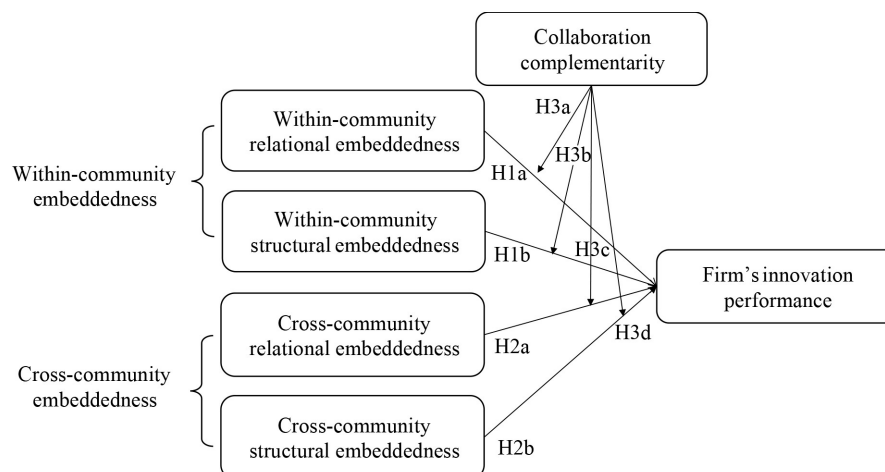 Collaboration
complementarity
H3a
Within-community
relational embeddedness
H3b
H1a
Within-community
embeddedness
Within-community
structural embeddedness
H1b
H3c
Firm's innovation
performance
Cross-community
relational embeddedness
H2a
H3d
Cross-community
embeddedness
Cross-community
structural embeddedness
H2b